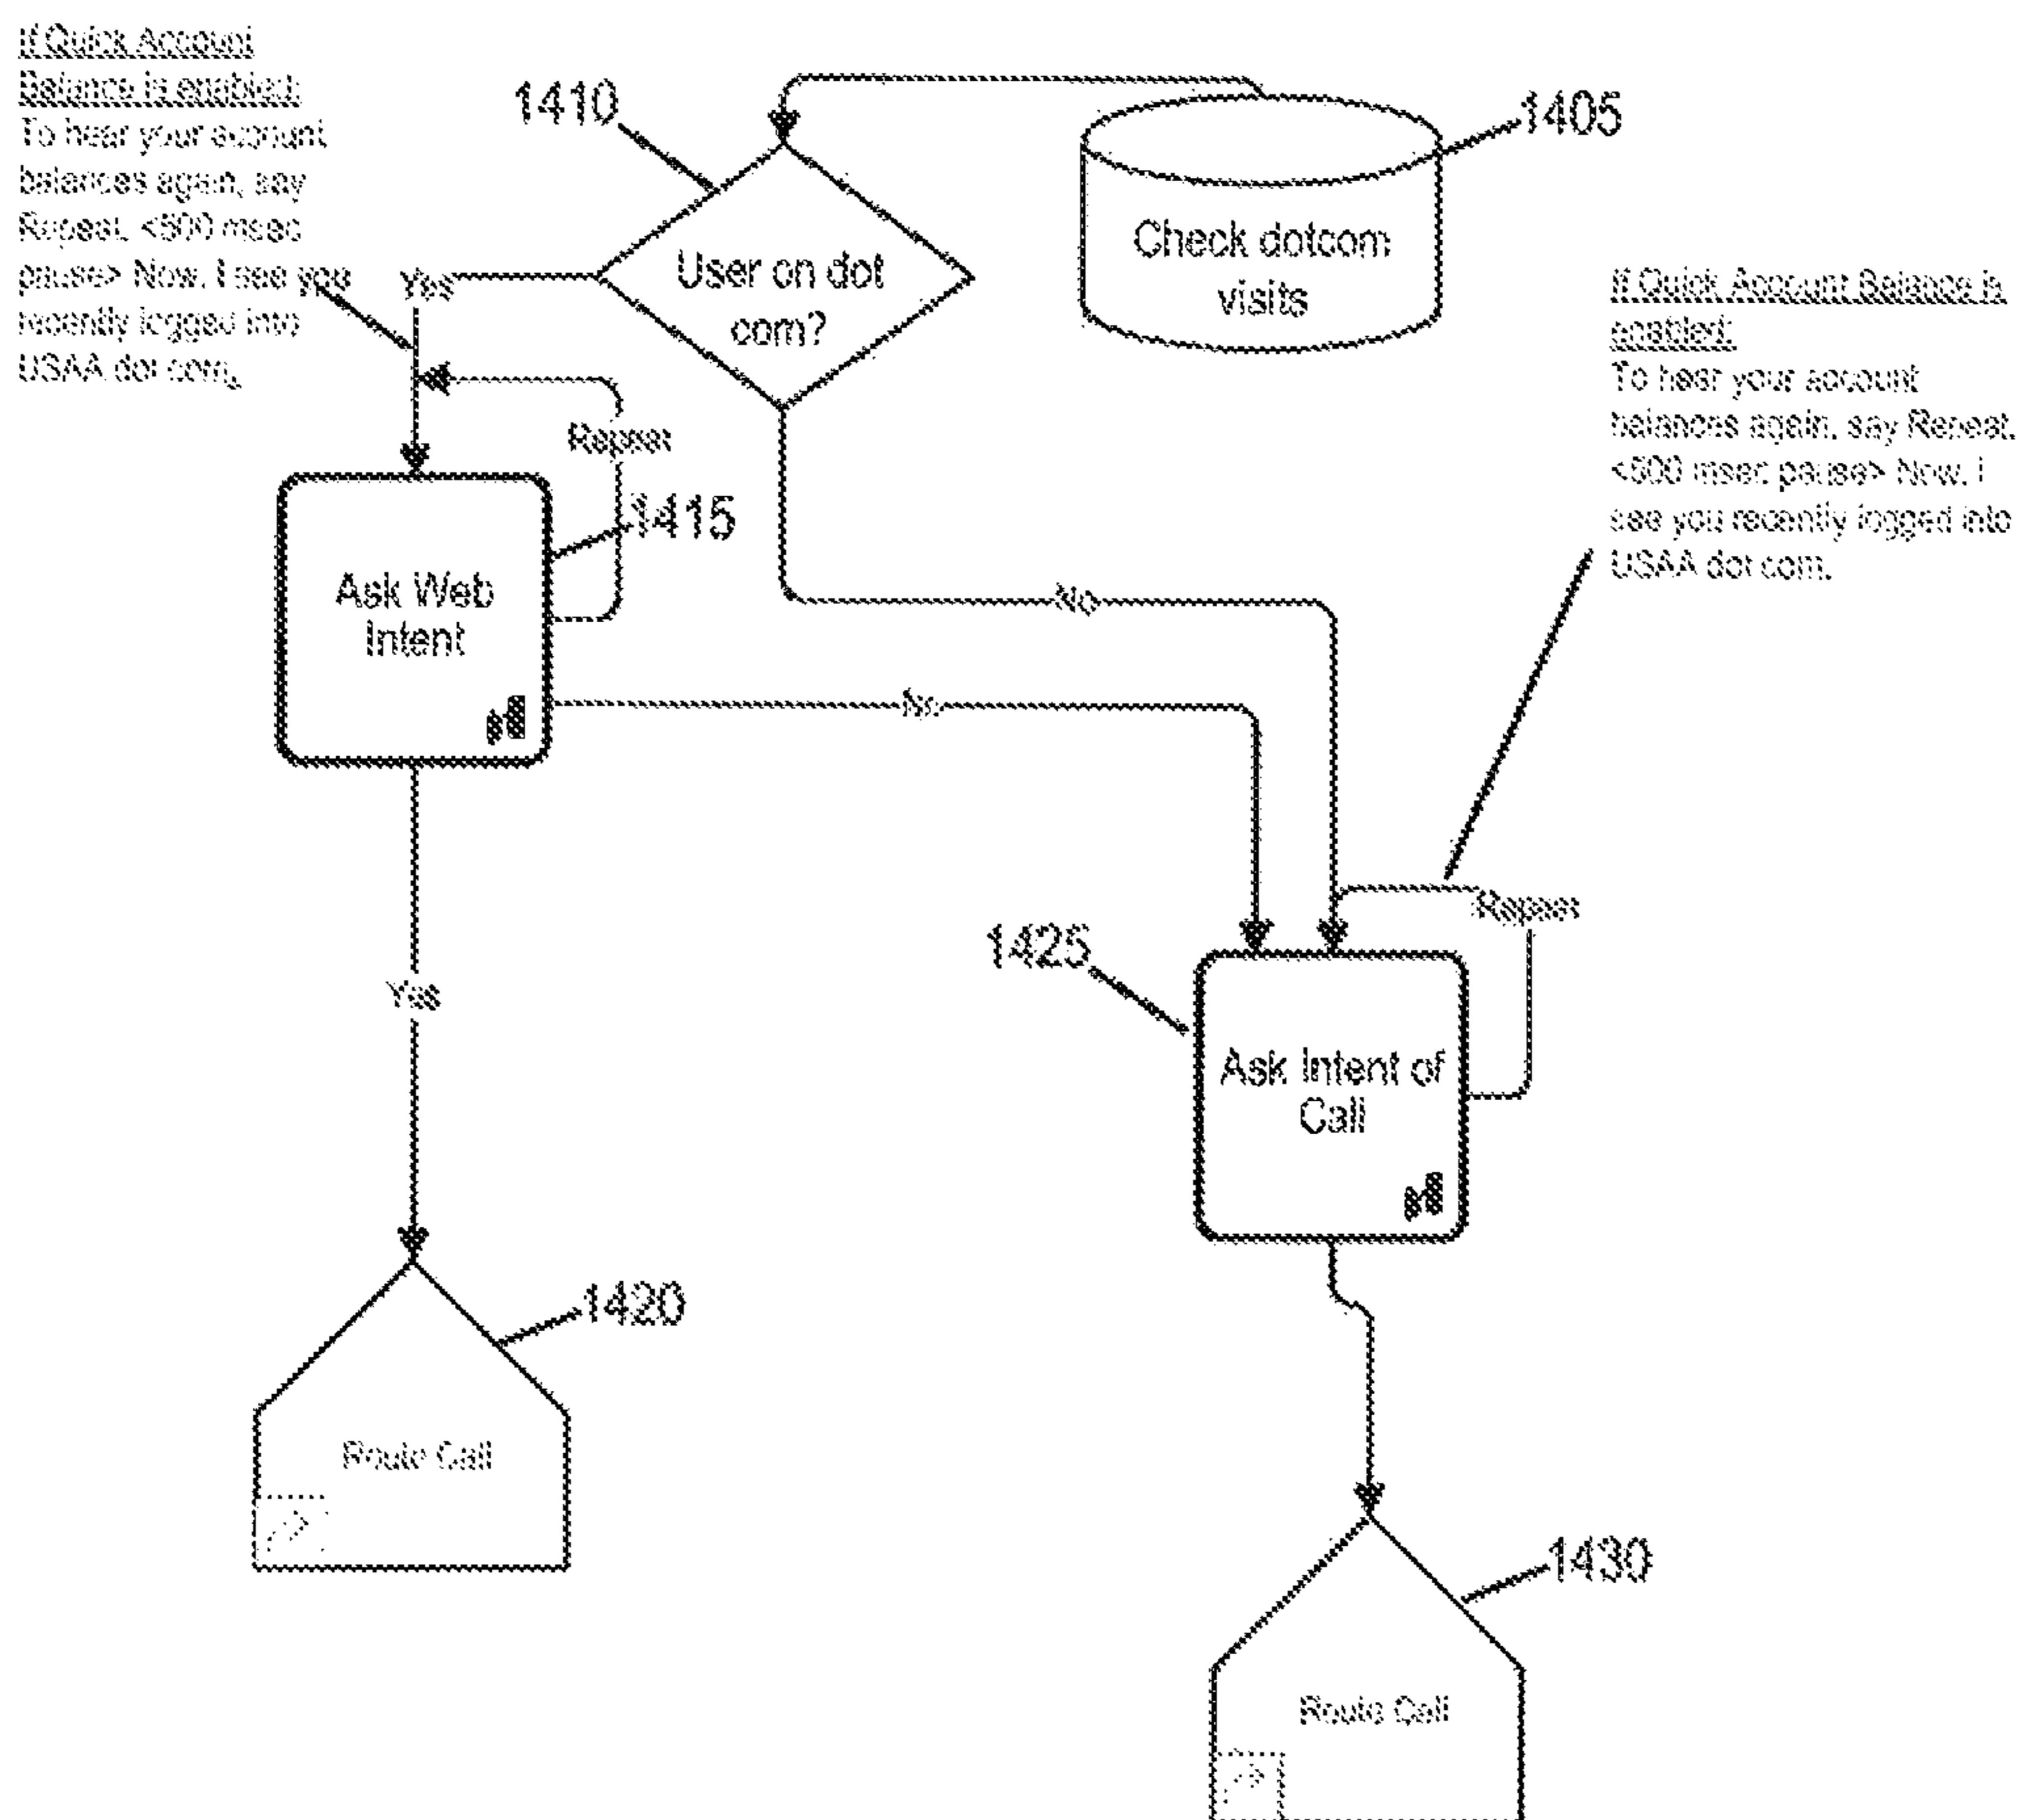 If Quick Account
Balance is enabled:
To hear your account
balances again, say
Repeat. <500 msec
pause> Now, I see you
recently logged into
USAA dot com.
1410
1405
User on dot
com?
Check dotcom
visits
Yes
If Quick Account Balance is
enabled:
To hear your account
balances again, say Repeat.
<500 msec pause> Now, I
see you recently logged into
USAA dot com.
Repeat
1415
Ask Web
Intent
No
No
Repeat
1425
Yes
Ask Intent of
Call
1420
Route Call
1430
Route Call